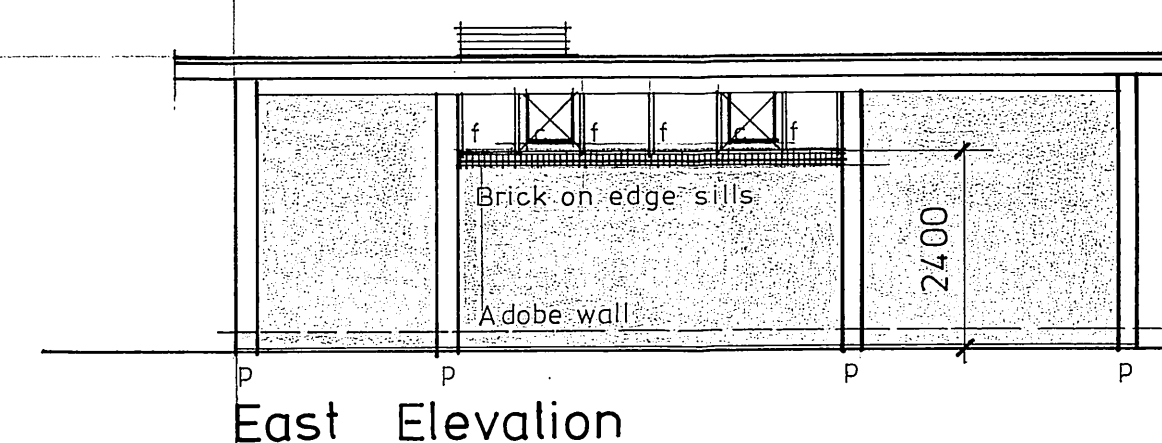 f c f f c f
Brick on edge sills
2400
Adobe wall
p p p p
East Elevation